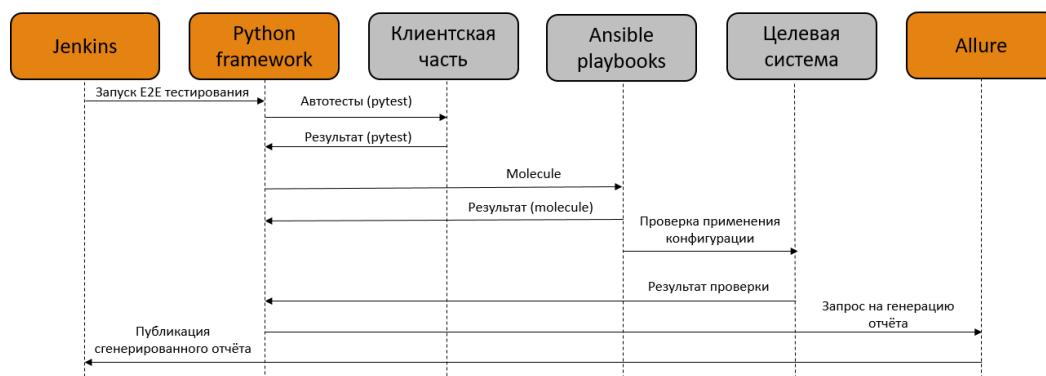 Jenkins
Python
framework
Клиентская
часть
Ansible
playbooks
Целевая
система
Allure
Запуск E2E тестирования
Автотесты (pytest)
Результат (pytest)
Molecule
Результат (molecule)
Проверка применения
конфигурации
Результат проверки
Запрос на генерацию
отчёта
Публикация
сгенерированного отчёта